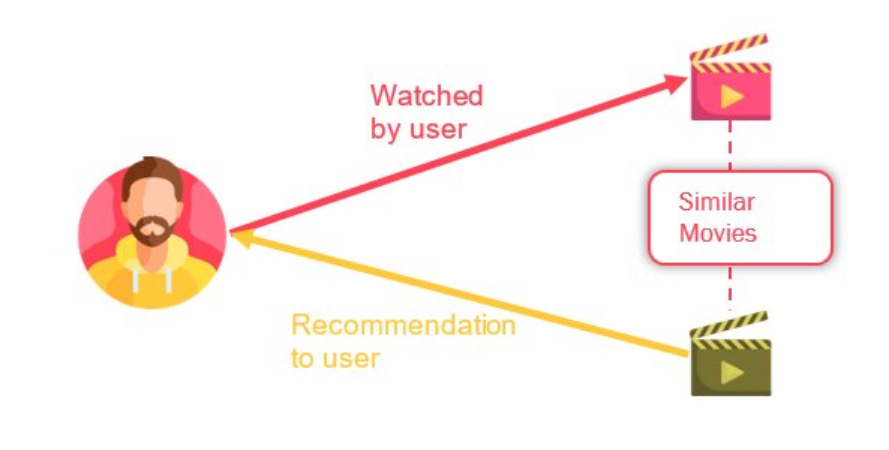 Watched
by user
Similar
Movies
Recommendation
to user